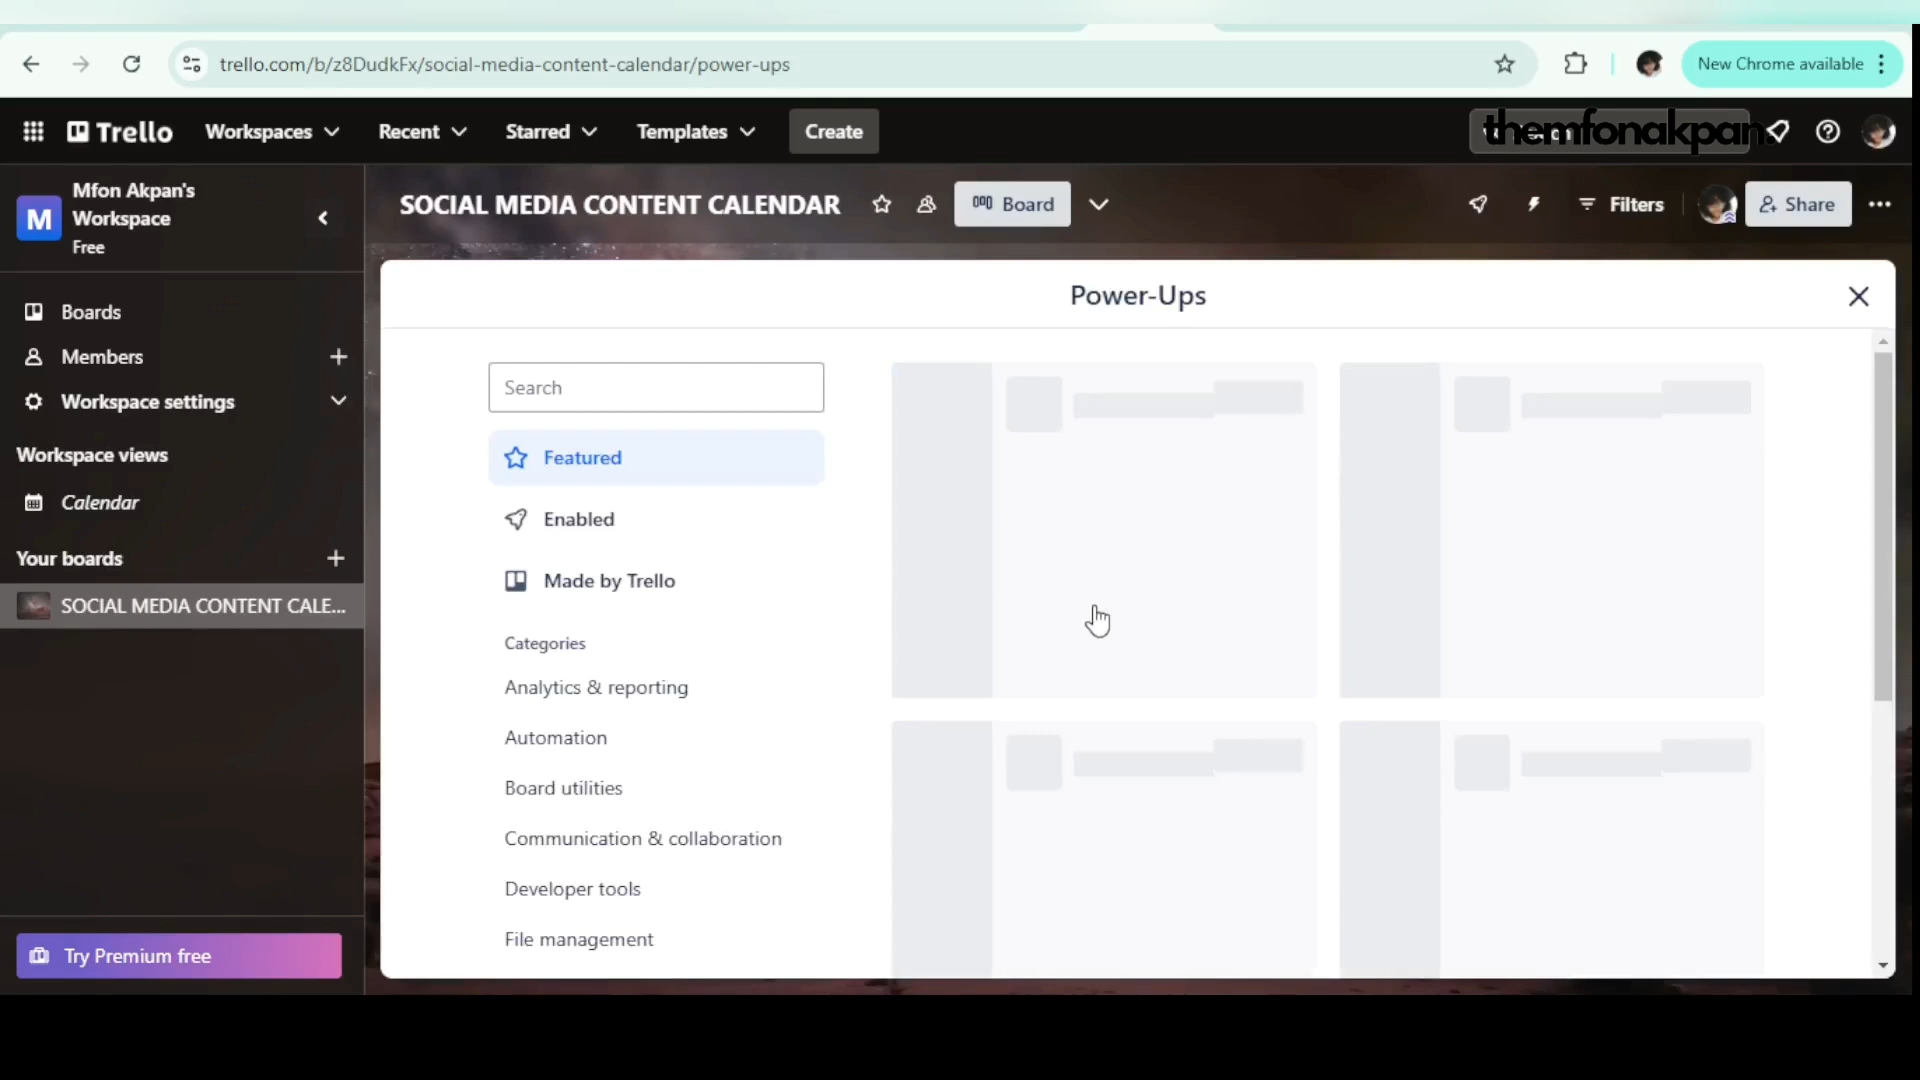 trello.com/b/z8DudkFx/social-media-content-calendar/power-ups
New Chrome available
Trello
Workspaces
Recent
Starred
Templates
Create
themfonakpan.
Mfon Akpan's
Workspace
Free
SOCIAL MEDIA CONTENT CALENDAR
Board
Filters
Share
Boards
Members
Workspace settings
Workspace views
Calendar
Your boards
SOCIAL MEDIA CONTENT CALE...
Try Premium free
Power-Ups
Search
Featured
Enabled
Made by Trello
Categories
Analytics & reporting
Automation
Board utilities
Communication & collaboration
Developer tools
File management